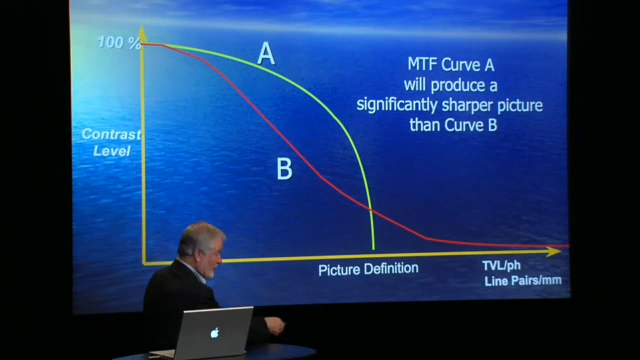 100 %
A
MTF Curve A
will produce a
significantly sharper picture
than Curve B
Contrast
Level
B
Picture Definition
TVL/ph
Line Pairs/mm